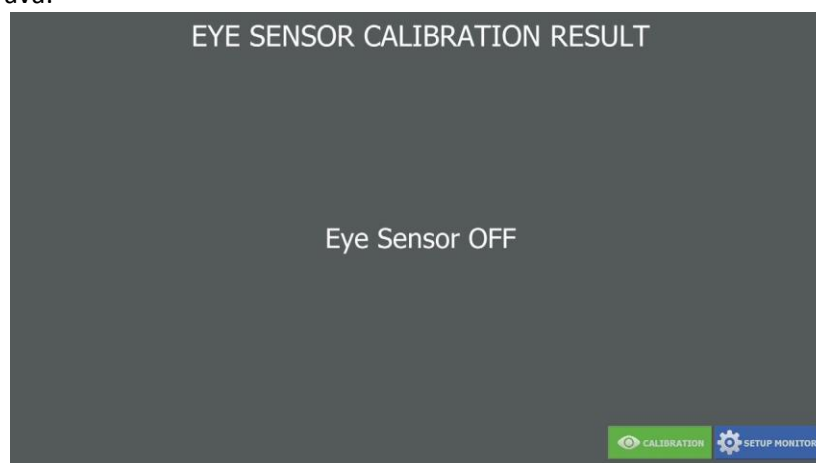 EYE SENSOR CALIBRATION RESULT
Eye Sensor OFF
CALIBRATION
SETUP MONITOR